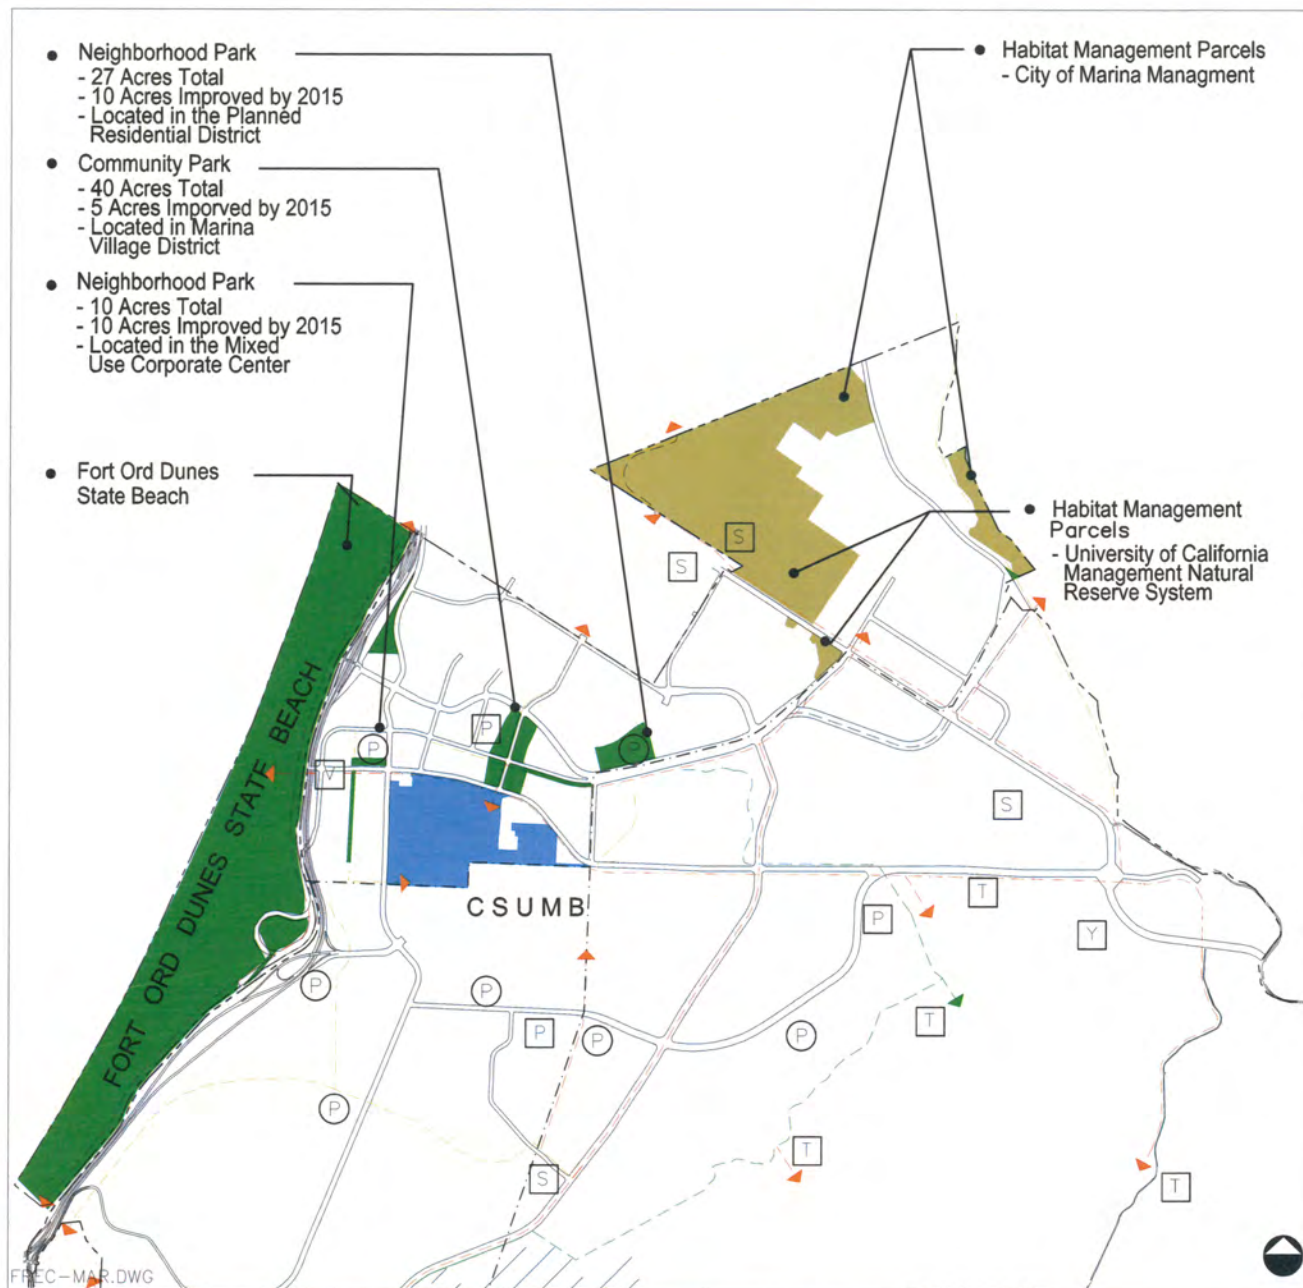 Neighborhood Park
- 27 Acres Total
- 10 Acres Improved by 2015
- Located in the Planned
Residential District
Community Park
- 40 Acres Total
- 5 Acres Imporved by 2015
- Located in Marina
Village District
Neighborhood Park
- 10 Acres Total
- 10 Acres Improved by 2015
- Located in the Mixed
Use Corporate Center
Fort Ord Dunes
State Beach
Habitat Management Parcels
- City of Marina Managment
Habitat Management
Parcels
- University of California
Management Natural
Reserve System
S
S
FORT ORD DUNES STATE BEACH
P
P
P
V
S
CSUMB
T
P
Y
P
P
T
P
P
P
P
T
S
T